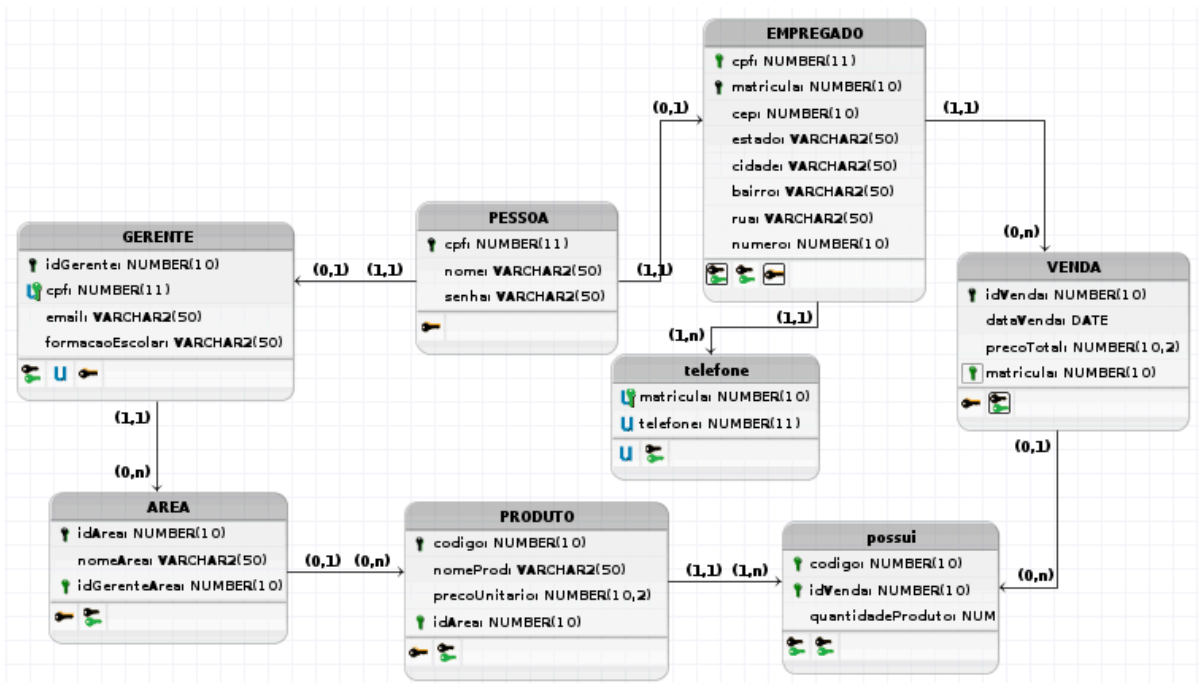 EMPREGADO
cpf: NUMBER(11)
matricula: NUMBER(10)
cep: NUMBER(10)
estado: VARCHAR2(50)
cidade: VARCHAR2(50)
bairro: VARCHAR2(50)
rua: VARCHAR2(50)
numero: NUMBER(10)
(0,1)
(1,1)
PESSOA
cpf: NUMBER(11)
nome: VARCHAR2(50)
senha: VARCHAR2(50)
(0,1) (1,1)
(1,1)
GERENTE
idGerente: NUMBER(10)
U cpf: NUMBER(11)
email: VARCHAR2(50)
formacaoEscolar: VARCHAR2(50)
U
(0,n)
VENDA
idVenda: NUMBER(10)
dataVenda: DATE
precoTotal: NUMBER(10,2)
matricula: NUMBER(10)
(1,1)
(1,n)
telefone
U matricula: NUMBER(10)
U telefone: NUMBER(11)
U
(1,1)
(0,n)
(0,1)
(0,n)
AREA
idArea: NUMBER(10)
nomeArea: VARCHAR2(50)
idGerenteArea: NUMBER(10)
(0,1) (0,n)
PRODUTO
codigo: NUMBER(10)
nomeProd: VARCHAR2(50)
precoUnitario: NUMBER(10,2)
idArea: NUMBER(10)
(1,1) (1,n)
possui
codigo: NUMBER(10)
idVenda: NUMBER(10)
quantidadeProduto: NUM